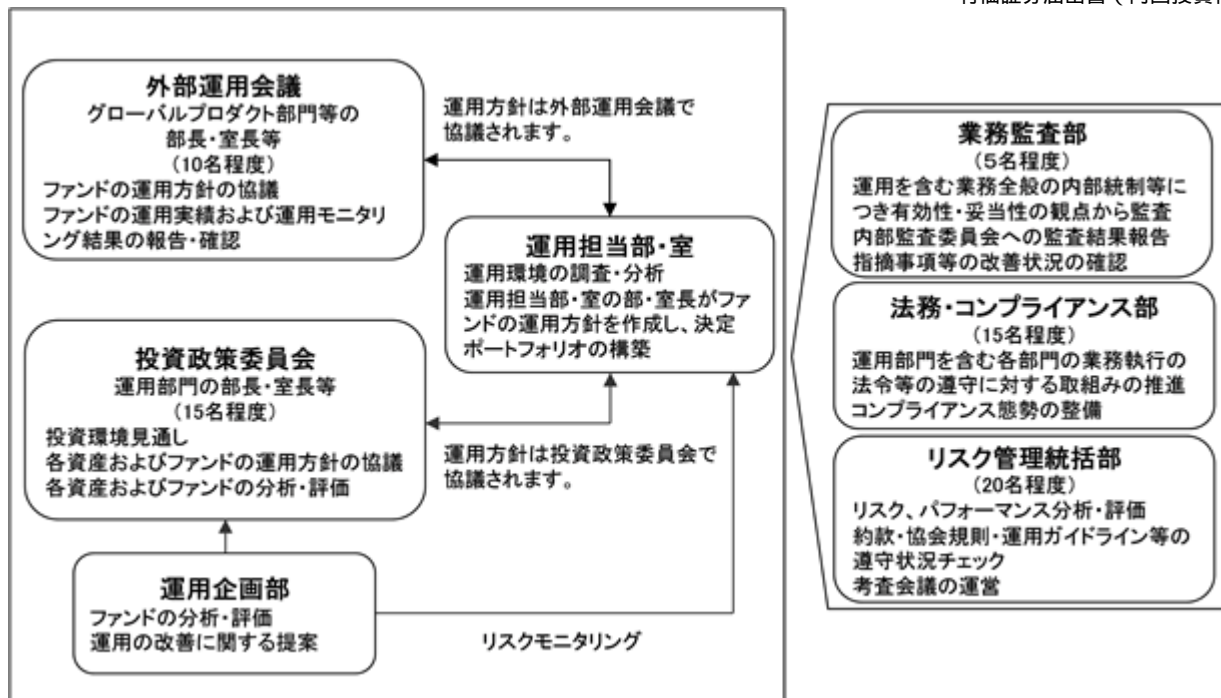 外部運用会議
グローバルプロダクト部門等の
部長・室長等
(10名程度)
ファンドの運用方針の協議
ファンドの運用実績および運用モニタリ
ング結果の報告・確認
運用方針は外部運用会議で
協議されます。
運用担当部・室
運用環境の調査・分析
運用担当部・室の部・室長がファ
ンドの運用方針を作成し、決定
ポートフォリオの構築
投資政策委員会
運用部門の部長・室長等
(15名程度)
投資環境見通し
各資産およびファンドの運用方針の協議
各資産およびファンドの分析・評価
運用方針は投資政策委員会で
協議されます。
運用企画部
ファンドの分析・評価
運用の改善に関する提案
リスクモニタリング
業務監査部
(5名程度)
運用を含む業務全般の内部統制等に
つき有効性・妥当性の観点から監査
内部監査委員会への監査結果報告
指摘事項等の改善状況の確認
法務・コンプライアンス部
(15名程度)
運用部門を含む各部門の業務執行の
法令等の遵守に対する取組みの推進
コンプライアンス態勢の整備
リスク管理統括部
(20名程度)
リスク、パフォーマンス分析・評価
約款・協会規則・運用ガイドライン等の
遵守状況チェック
考査会議の運営